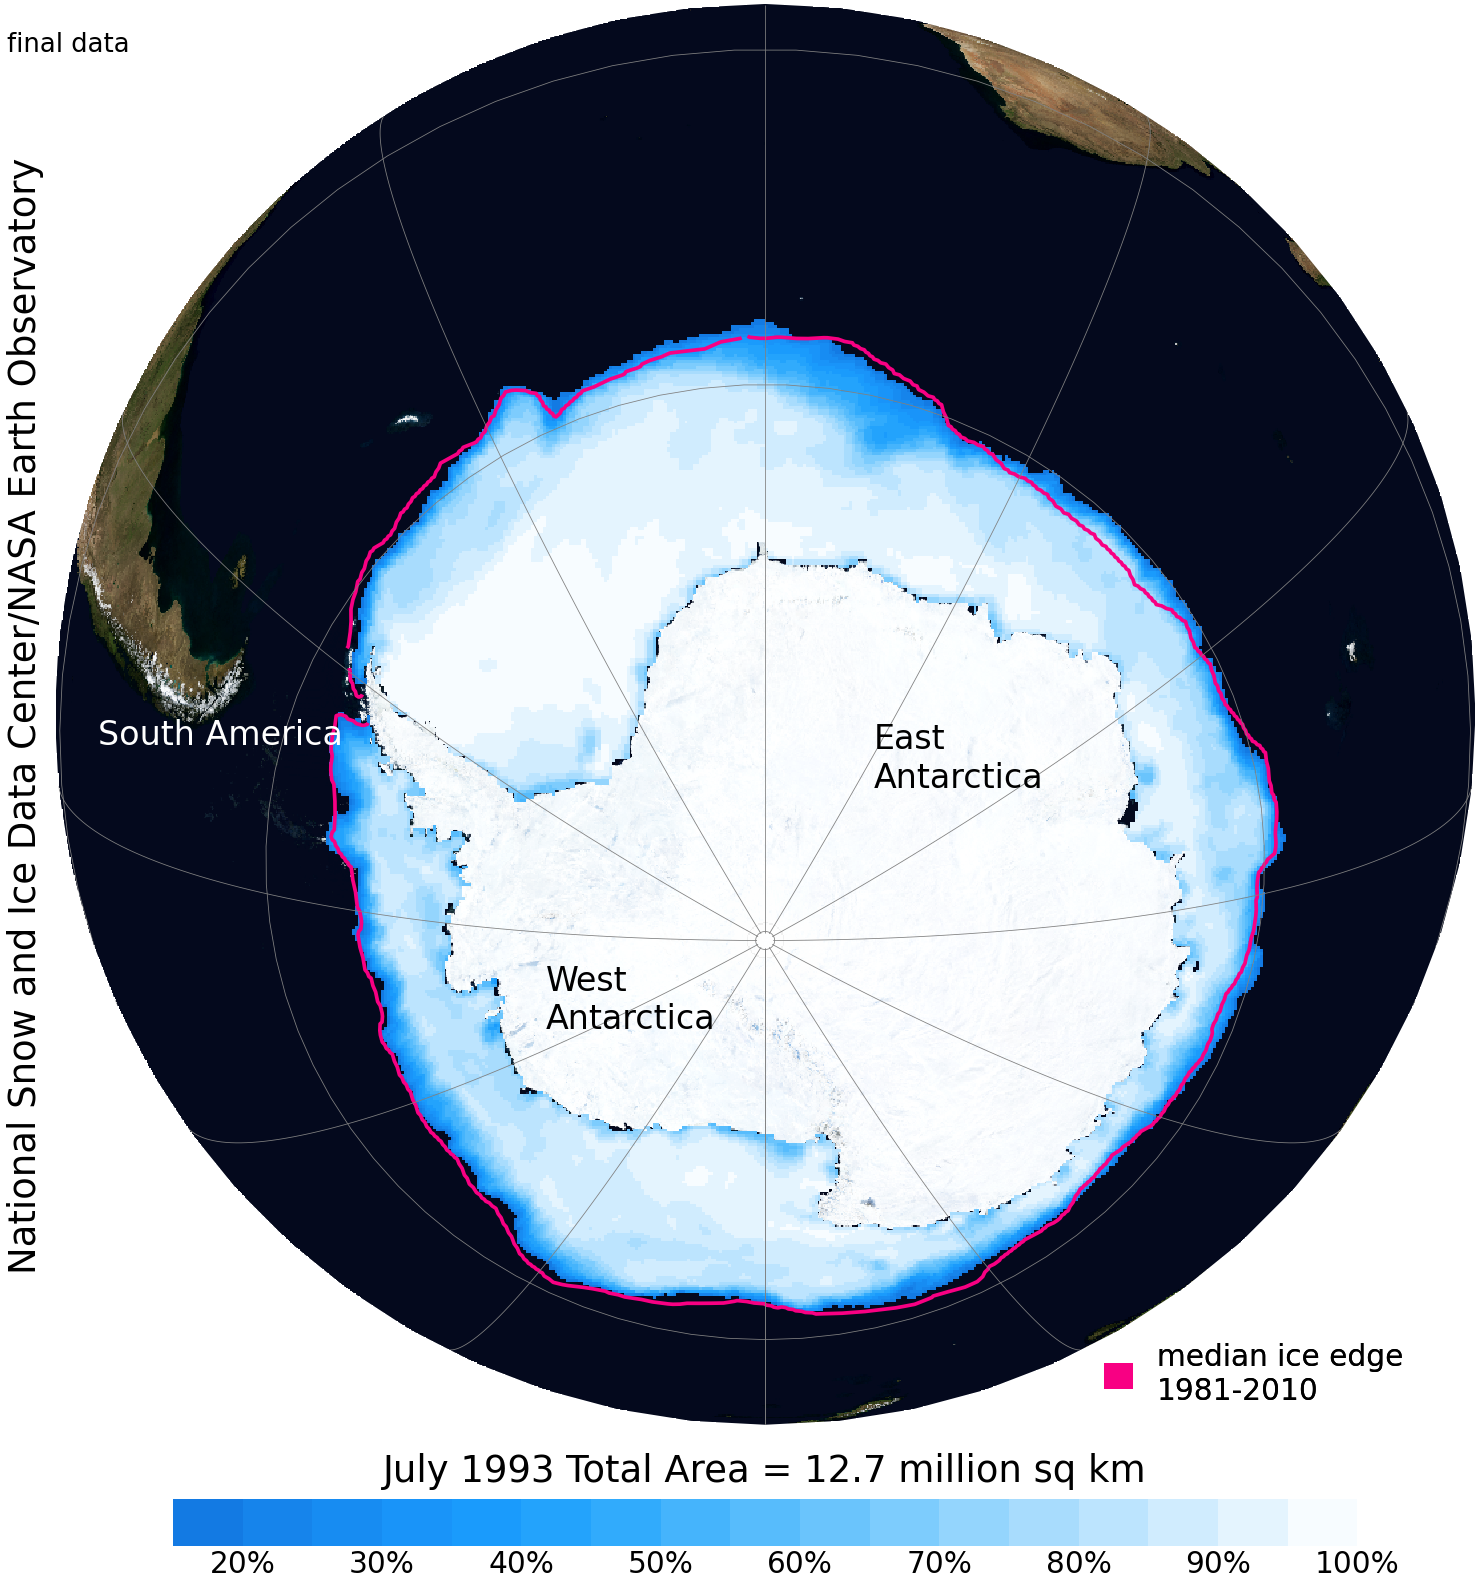 final data
National Snow and Ice Data Center/NASA Earth Observatory
South America
East
Antarctica
West
Antarctica
median ice edge
1981-2010
July 1993 Total Area = 12.7 million sq km
20% 30% 40% 50% 60% 70% 80% 90% 100%